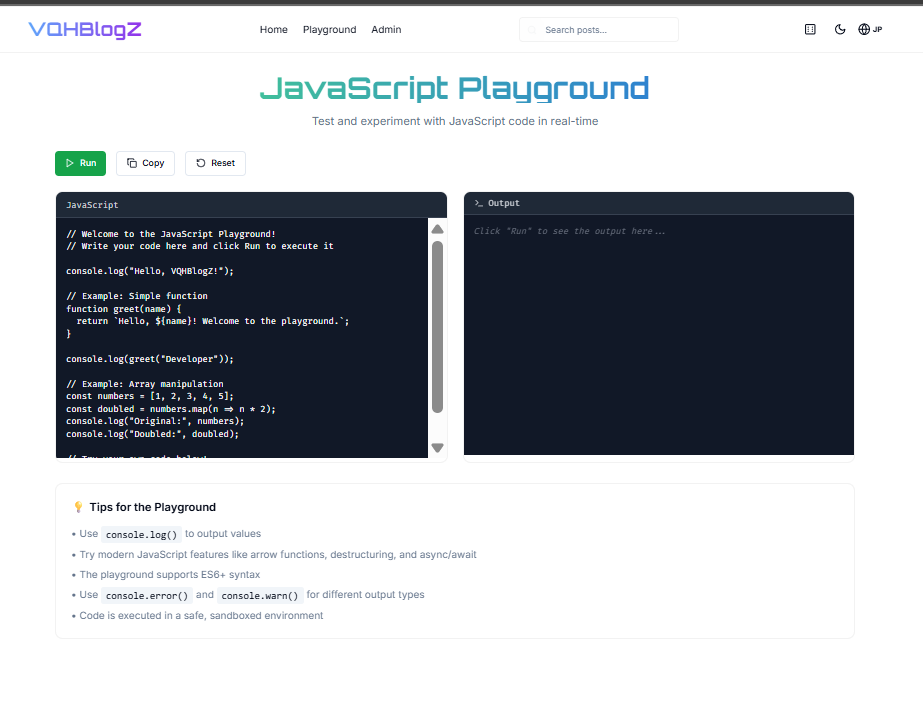 VQHBlogZ
Home Playground Admin
Search posts...
JP
JavaScript Playground
Test and experiment with JavaScript code in real-time
Run Copy Reset
JavaScript
// Welcome to the JavaScript Playground!
// Write your code here and click Run to execute it
console.log("Hello, VQHBlogZ!");
// Example: Simple function
function greet(name) {
return `Hello, ${name}! Welcome to the playground.`;
}
console.log(greet("Developer"));
// Example: Array manipulation
const numbers = [1, 2, 3, 4, 5];
const doubled = numbers.map(n => n * 2);
console.log("Original:", numbers);
console.log("Doubled:", doubled);
// Try your own code below!
>_ Output
Click "Run" to see the output here...
💡 Tips for the Playground
• Use console.log() to output values
• Try modern JavaScript features like arrow functions, destructuring, and async/await
• The playground supports ES6+ syntax
• Use console.error() and console.warn() for different output types
• Code is executed in a safe, sandboxed environment